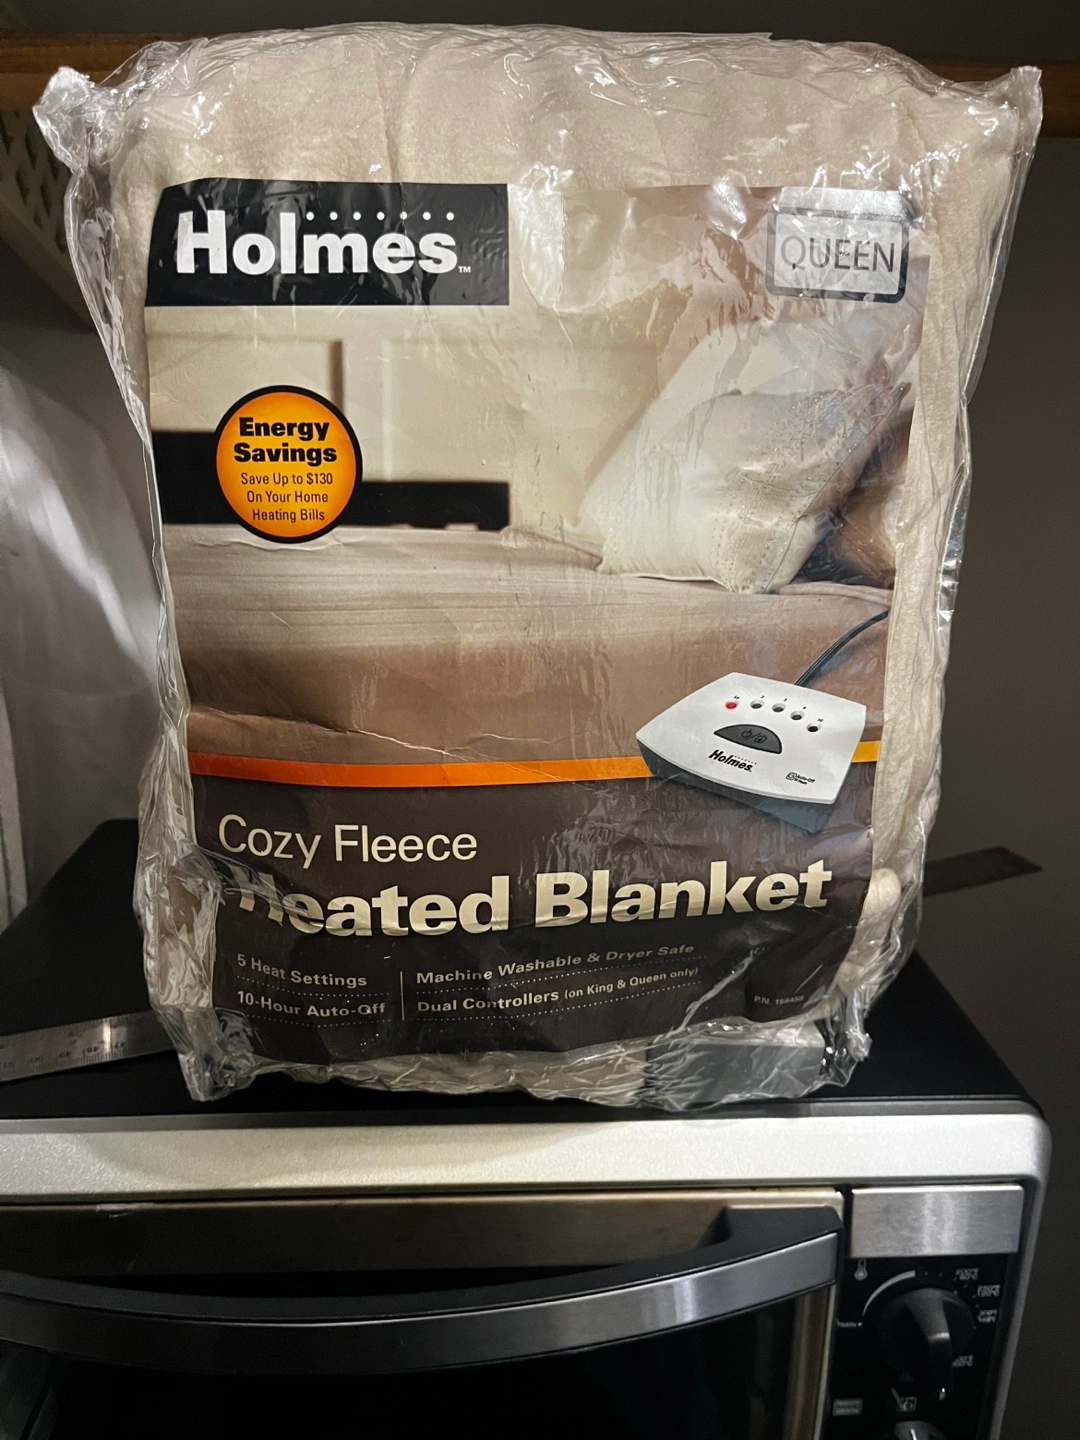 Holmes™
QUEEN
Energy
Savings
Save Up to $130
On Your Home
Heating Bills
Holmes
Cozy Fleece
Heated Blanket
5 Heat Settings
10-Hour Auto-Off
Machine Washable & Dryer Safe
Dual Controllers (on King & Queen only)
P.N.